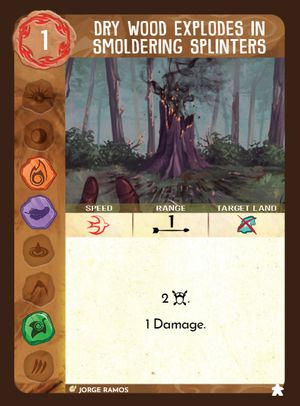 1
DRY WOOD EXPLODES IN
SMOLDERING SPLINTERS
SPEED RANGE TARGET LAND
1
2 .
1 Damage.
JORGE RAMOS